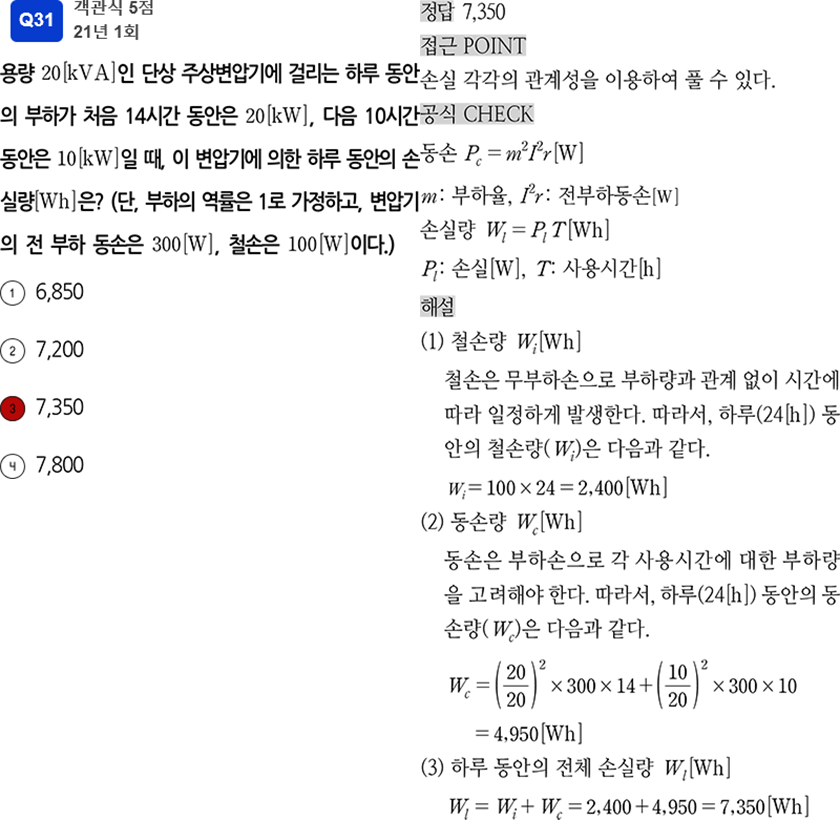 Q31
객관식 5점
21년 1회
용량 20[kVA]인 단상 주상변압기에 걸리는 하루 동안
의 부하가 처음 14시간 동안은 20[kW], 다음 10시간
동안은 10[kW]일 때, 이 변압기에 의한 하루 동안의 손
실량[Wh]은? (단, 부하의 역률은 1로 가정하고, 변압기
의 전 부하 동손은 300[W], 철손은 100[W]이다.)
① 6,850
② 7,200
③ 7,350
④ 7,800
정답 7,350
접근 POINT
손실 각각의 관계성을 이용하여 풀 수 있다.
공식 CHECK
동손 P_c = m²I²r[W]
m: 부하율, I²r: 전부하동손[W]
손실량 W_l = P_l T[Wh]
P_l: 손실[W], T: 사용시간[h]
해설
(1) 철손량 W_i[Wh]
철손은 무부하손으로 부하량과 관계 없이 시간에
따라 일정하게 발생한다. 따라서, 하루(24[h]) 동
안의 철손량(W_i)은 다음과 같다.
W_i = 100 × 24 = 2,400[Wh]
(2) 동손량 W_c[Wh]
동손은 부하손으로 각 사용시간에 대한 부하량
을 고려해야 한다. 따라서, 하루(24[h]) 동안의 동
손량(W_c)은 다음과 같다.
W_c = (20/20)² × 300 × 14 + (10/20)² × 300 × 10
= 4,950[Wh]
(3) 하루 동안의 전체 손실량 W_l[Wh]
W_l = W_i + W_c = 2,400 + 4,950 = 7,350[Wh]